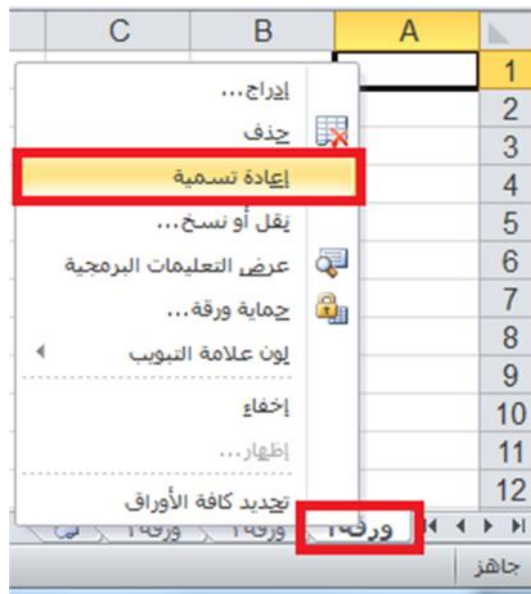 A B C
1
إدراج...
2
حذف
3
إعادة تسمية
4
نقل أو نسخ...
5
عرض التعليمات البرمجية
6
حماية ورقة...
7
لون علامة التبويب
8
9
إخفاء
10
إظهار...
11
تحديد كافة الأوراق
12
ورقة١
جاهز